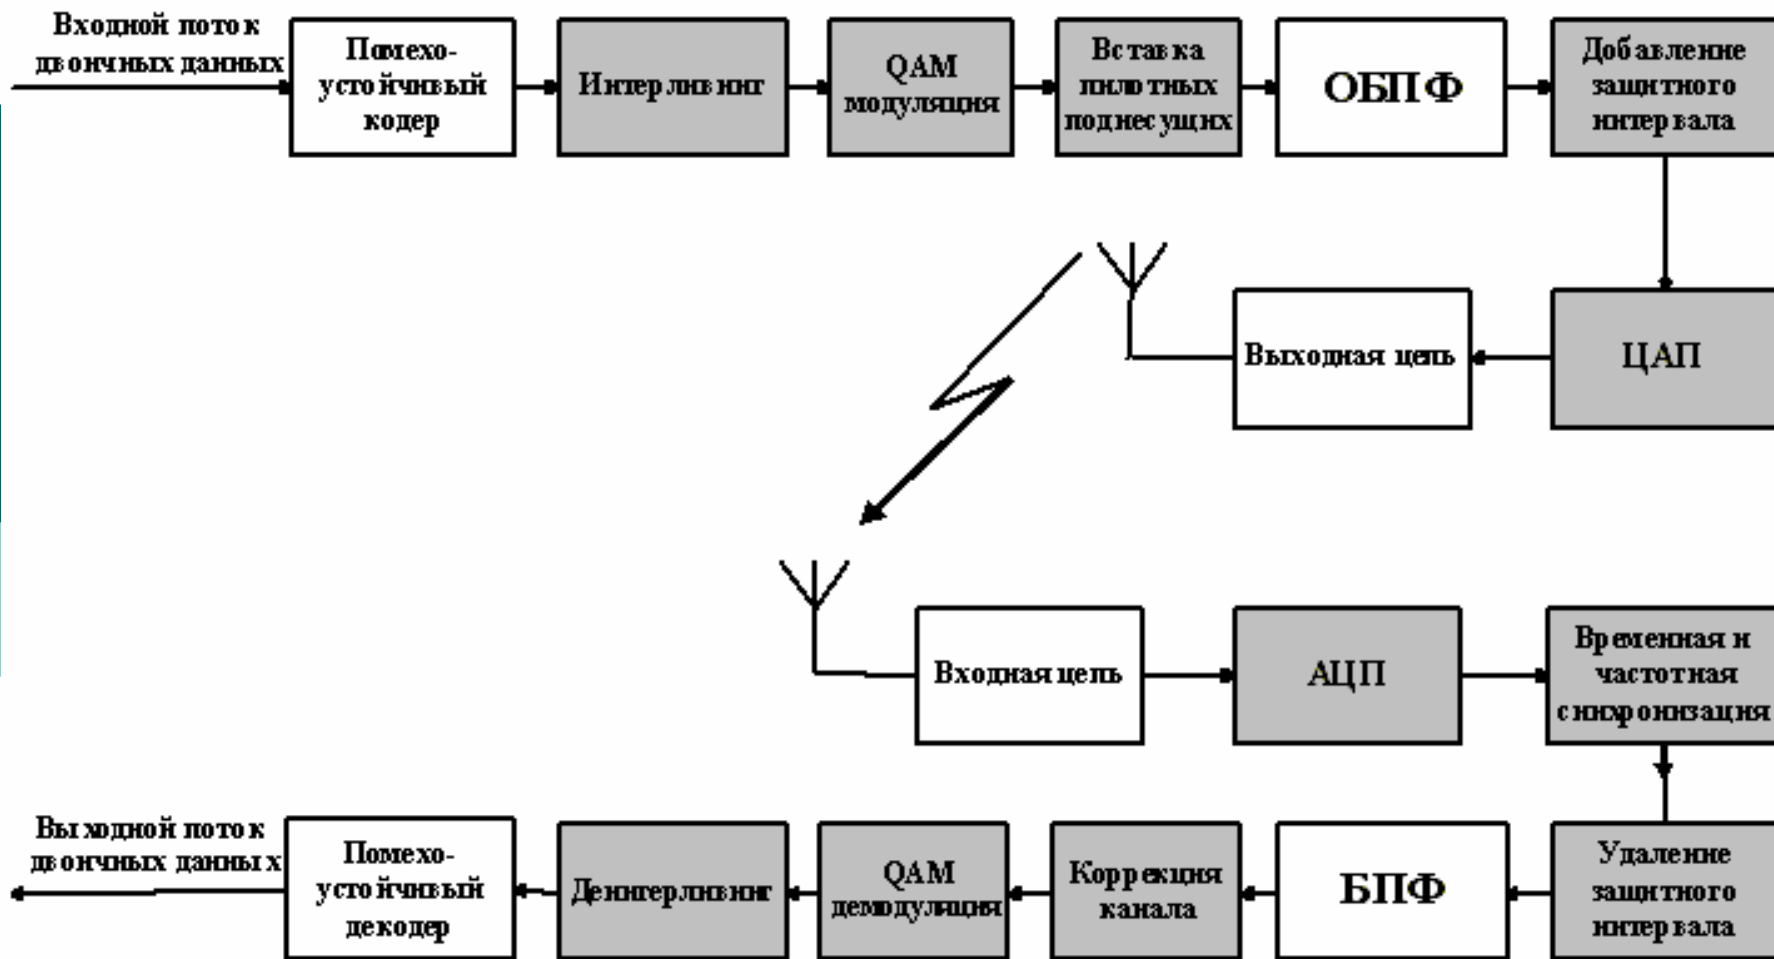 Входной поток
двоичных данных
Помехо-
устойчивый
кодер
Интерливинг
QAM
модуляция
Вставка
пилотных
поднесущих
ОБПФ
Добавление
защитного
интервала
Выходная цепь
ЦАП
Входная цепь
АЦП
Временная и
частотная
синхронизация
Выходной поток
двоичных данных
Помехо-
устойчивый
декодер
Деинтерливинг
QAM
демодуляция
Коррекция
канала
БПФ
Удаление
защитного
интервала